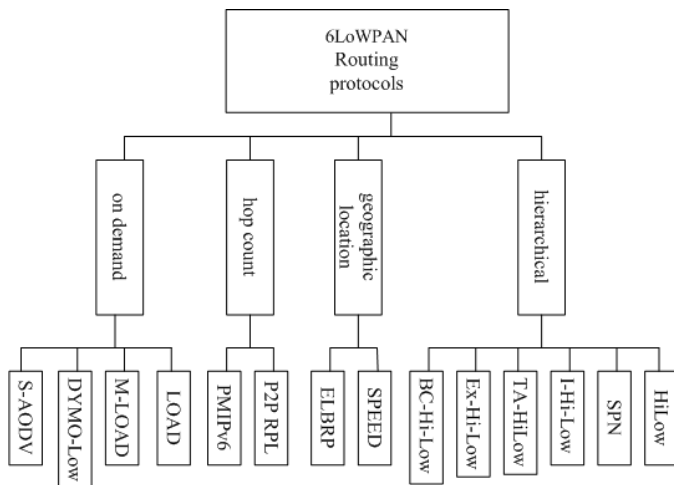 6LoWPAN
Routing
protocols
on demand
hop count
geographic
location
hierarchical
S-AODV
DYMO-Low
M-LOAD
LOAD
PMIPv6
P2P RPL
ELBRP
SPEED
BC-Hi-Low
Ex-Hi-Low
TA-HiLow
I-Hi-Low
SPN
HiLow